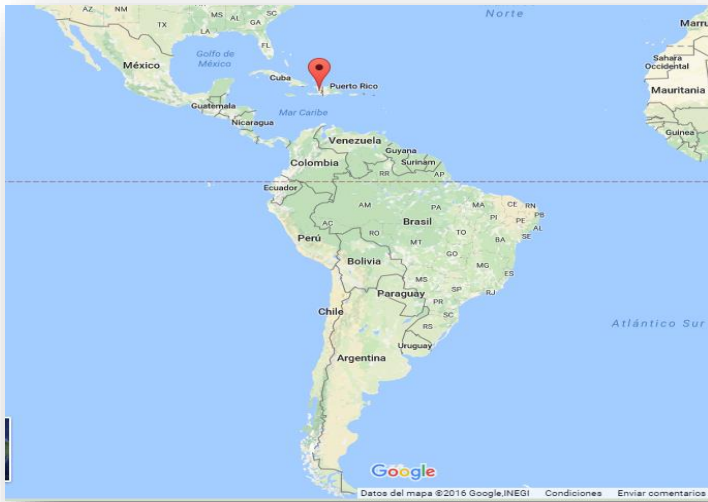 Norte
AZ NM
MS AL SC
GA
TX
LA
FL
Marru
Golfo de
México
Sahara
Occidental
México
Cuba
Puerto Rico
Mauritania
Guatemala
Mar Caribe
Nicaragua
Guinea
Venezuela
Guyana
Colombia
Surinam
RR
AP
Ecuador
AM
PA
MA
CE RN
PB
PI
PE
AL
Brasil
AC
RO
TO
SE
Perú
MT
BA
GO
Bolivia
MG
ES
MS
Paraguay
SP
RJ
PR
Chile
SC
Atlántico Sur
RS
Uruguay
Argentina
Google
Datos del mapa ©2016 Google,INEGI Condiciones Enviar comentarios